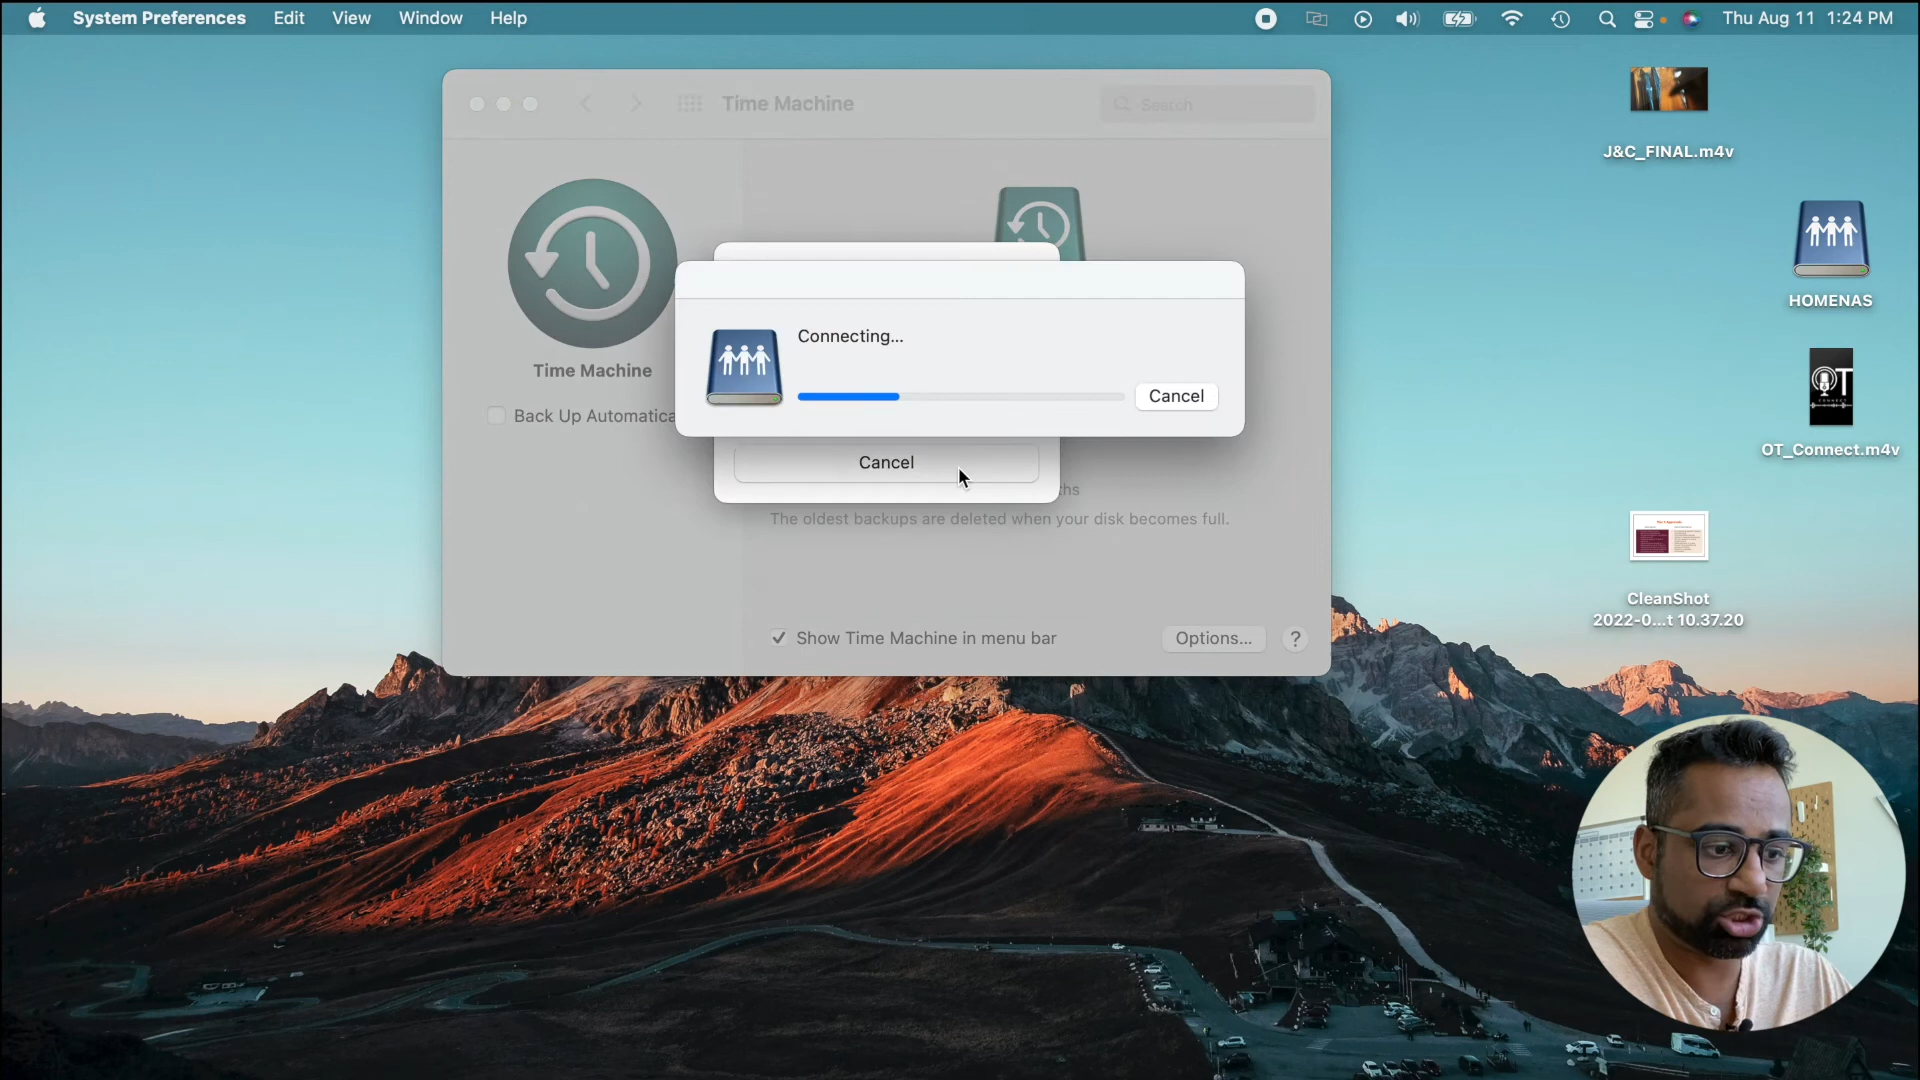 System Preferences Edit View Window Help
Thu Aug 11 1:24 PM
Time Machine
Search
Time Machine
Back Up Automatica
Connecting...
Cancel
Cancel
ths
The oldest backups are deleted when your disk becomes full.
Show Time Machine in menu bar
Options...
?
J&C_FINAL.m4v
HOMENAS
OT
CONNECT
OT_Connect.m4v
CleanShot
2022-0...t 10.37.20